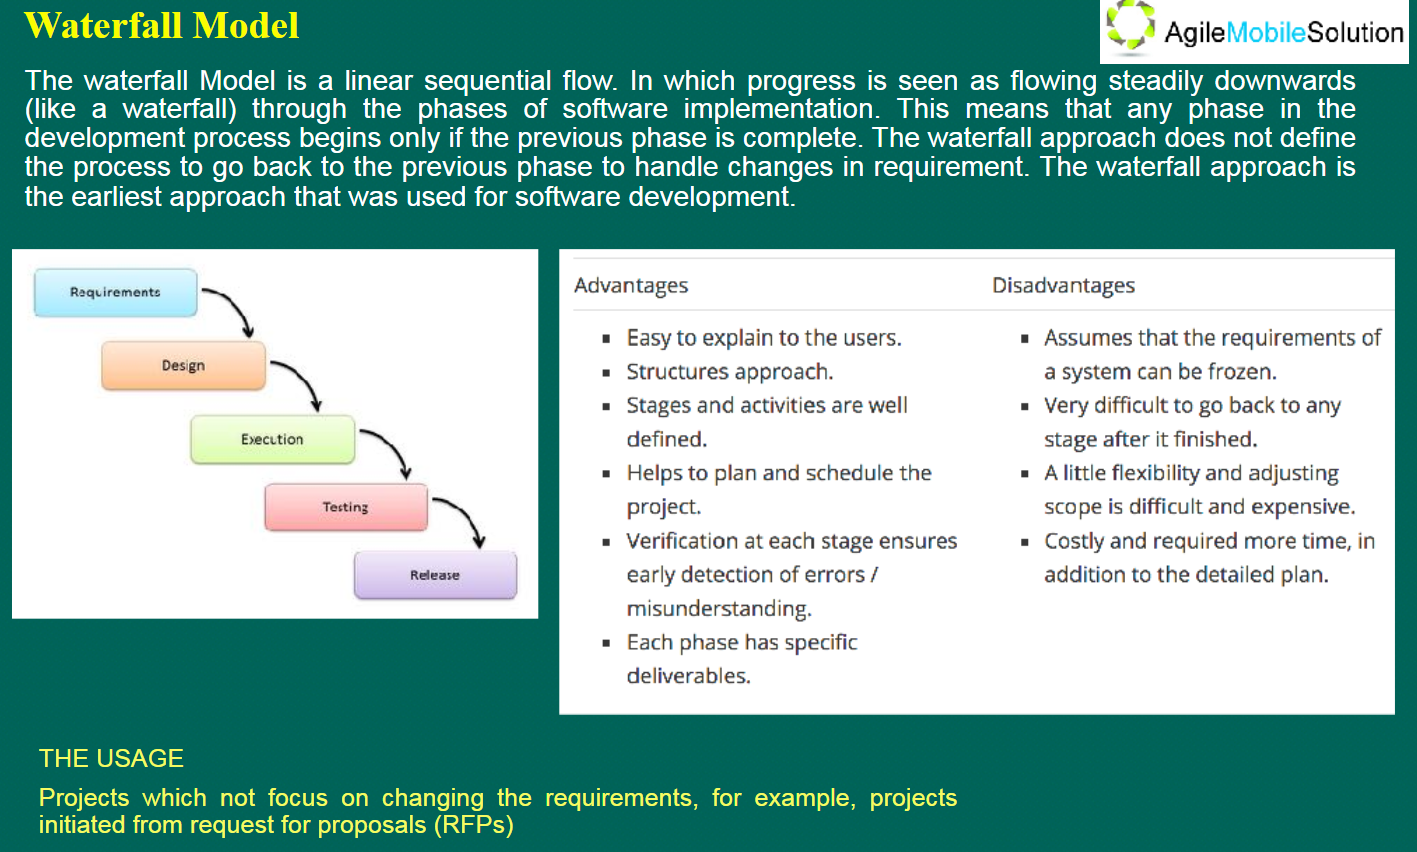 Waterfall Model
AgileMobileSolution
The waterfall Model is a linear sequential flow. In which progress is seen as flowing steadily downwards
(like a waterfall) through the phases of software implementation. This means that any phase in the
development process begins only if the previous phase is complete. The waterfall approach does not define
the process to go back to the previous phase to handle changes in requirement. The waterfall approach is
the earliest approach that was used for software development.
Requirements
Design
Execution
Testing
Release
Advantages
Easy to explain to the users.
Structures approach.
Stages and activities are well
defined.
Helps to plan and schedule the
project.
Verification at each stage ensures
early detection of errors /
misunderstanding.
Each phase has specific
deliverables.
Disadvantages
Assumes that the requirements of
a system can be frozen.
Very difficult to go back to any
stage after it finished.
A little flexibility and adjusting
scope is difficult and expensive.
Costly and required more time, in
addition to the detailed plan.
THE USAGE
Projects which not focus on changing the requirements, for example, projects
initiated from request for proposals (RFPs)